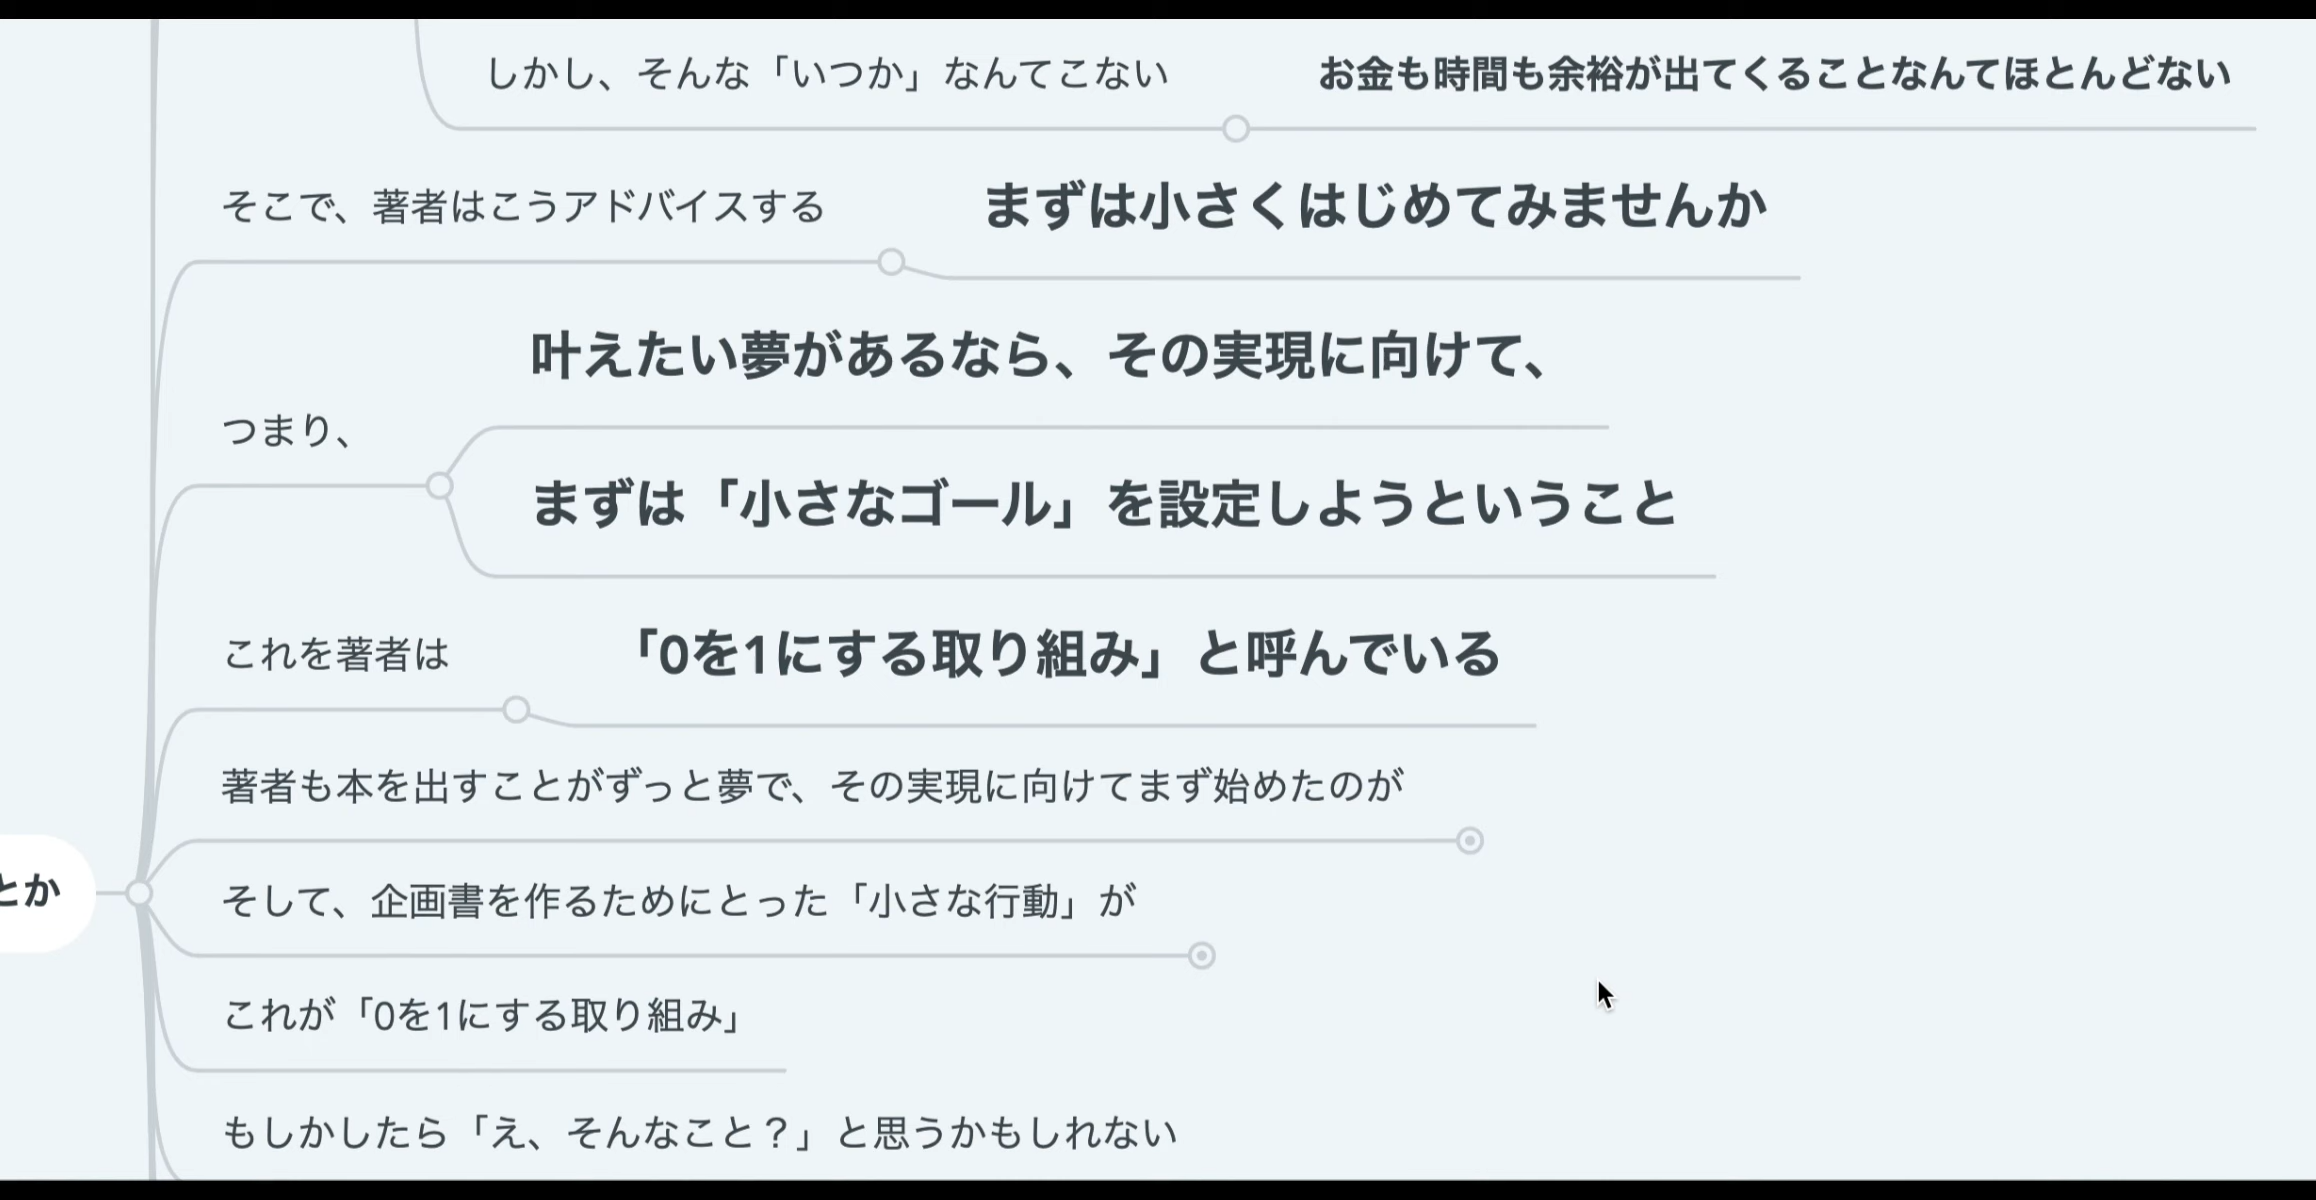 しかし、そんな「いつか」なんてこない
お金も時間も余裕が出てくることなんてほとんどない
そこで、著者はこうアドバイスする
まずは小さくはじめてみませんか
つまり、
叶えたい夢があるなら、その実現に向けて、
まずは「小さなゴール」を設定しようということ
これを著者は
「0を1にする取り組み」と呼んでいる
著者も本を出すことがずっと夢で、その実現に向けてまず始めたのが
とか
そして、企画書を作るためにとった「小さな行動」が
これが「0を1にする取り組み」
もしかしたら「え、そんなこと？」と思うかもしれない